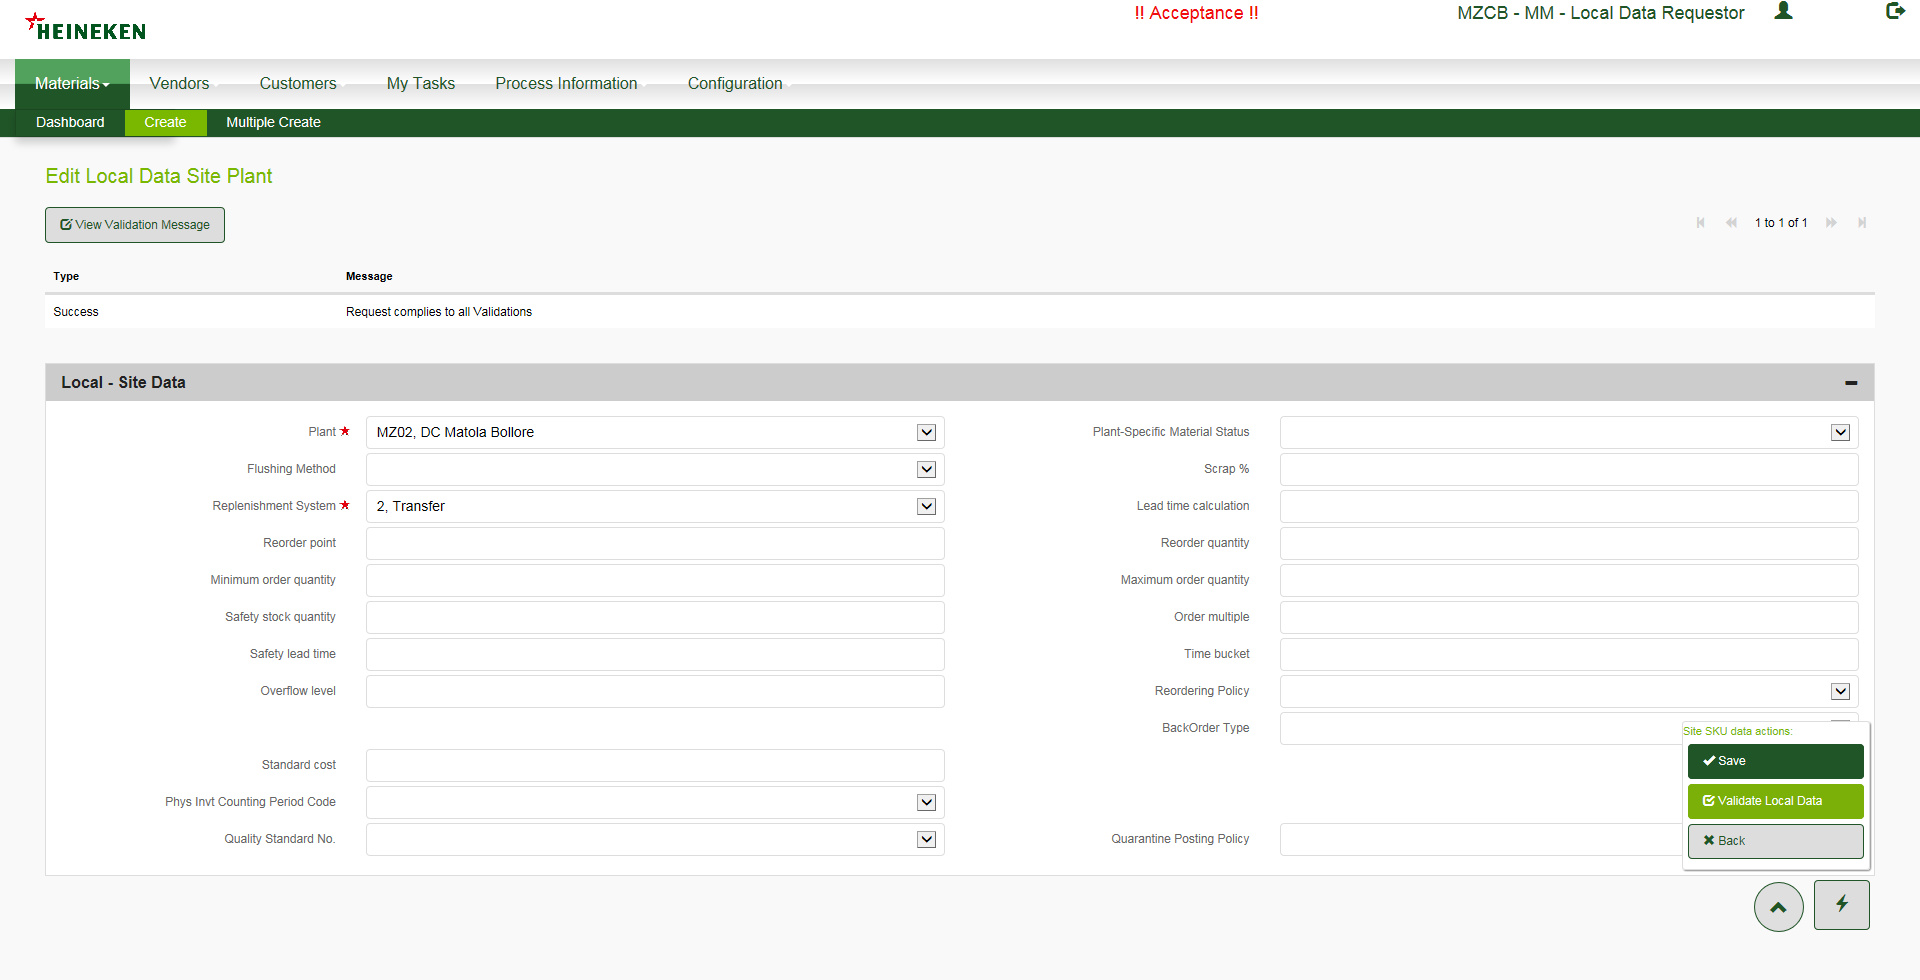 HEINEKEN
!! Acceptance !!
MZCB - MM - Local Data Requestor
Materials
Vendors
Customers
My Tasks
Process Information
Configuration
Dashboard
Create
Multiple Create
Edit Local Data Site Plant
View Validation Message
1 to 1 of 1
Type Message
Success Request complies to all Validations
Local - Site Data
Plant MZ02, DC Matola Bollore
Plant-Specific Material Status
Flushing Method
Scrap %
Replenishment System 2, Transfer
Lead time calculation
Reorder point
Reorder quantity
Minimum order quantity
Maximum order quantity
Safety stock quantity
Order multiple
Safety lead time
Time bucket
Overflow level
Reordering Policy
BackOrder Type
Site SKU data actions:
Save
Standard cost
Phys Invt Counting Period Code
Validate Local Data
Quality Standard No.
Quarantine Posting Policy
Back